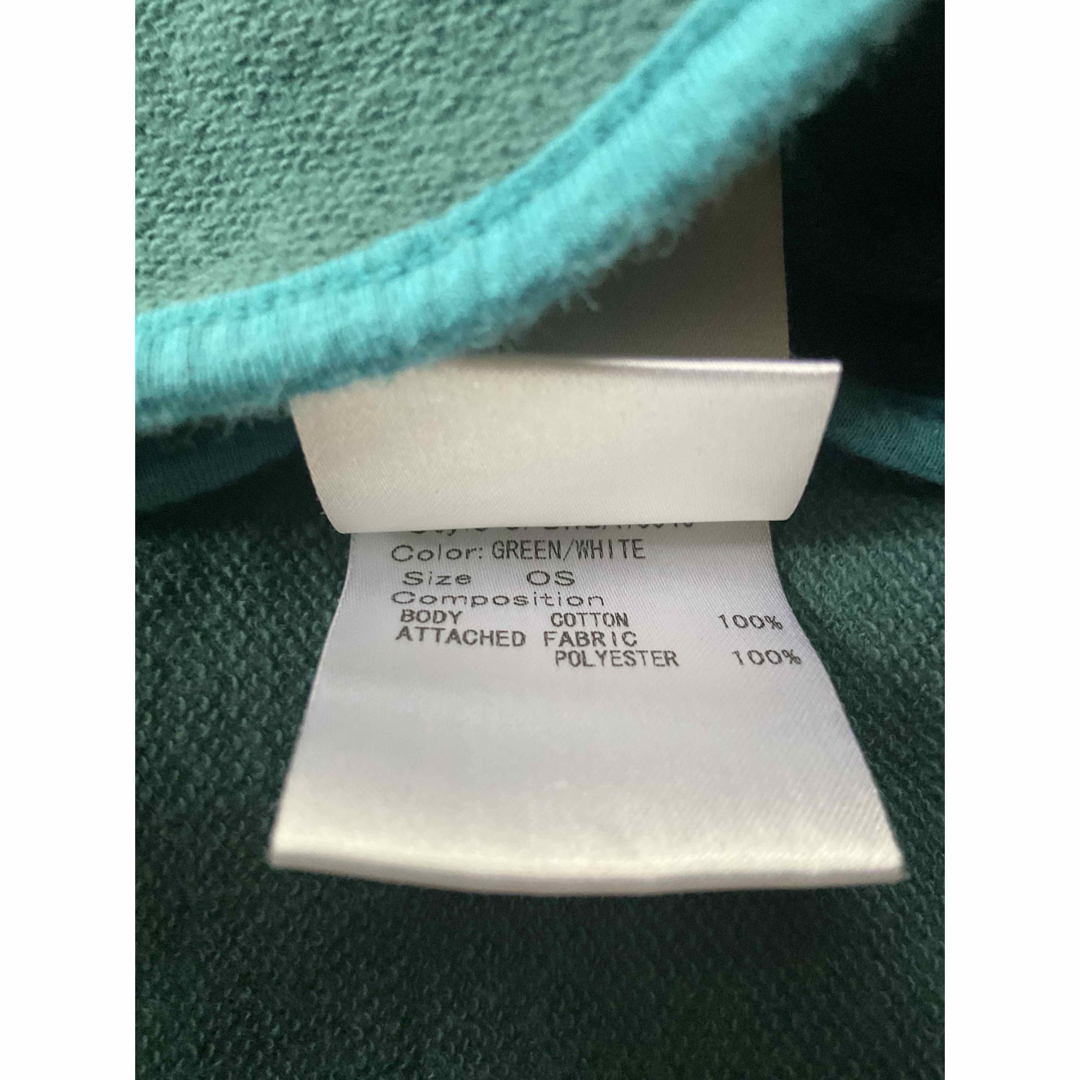 Color: GREEN/WHITE
Size OS
Composition
BODY COTTON 100%
ATTACHED FABRIC
POLYESTER 100%